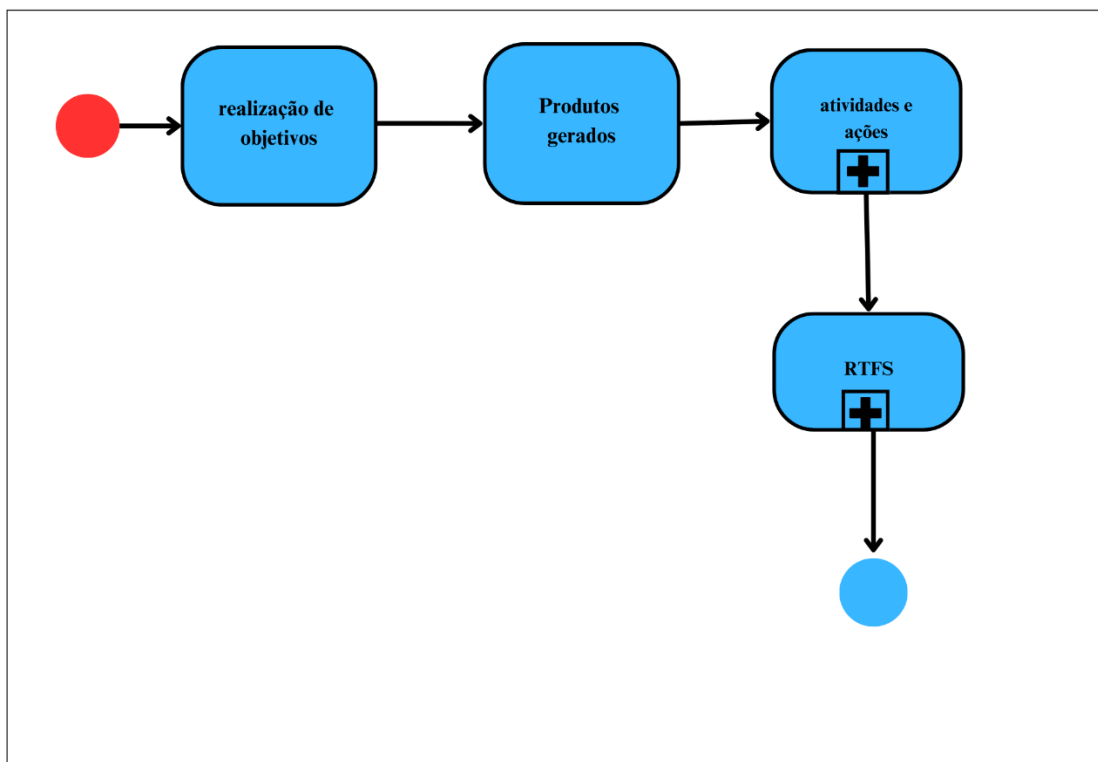 realização de
objetivos
Produtos
gerados
atividades e
ações
RTFS